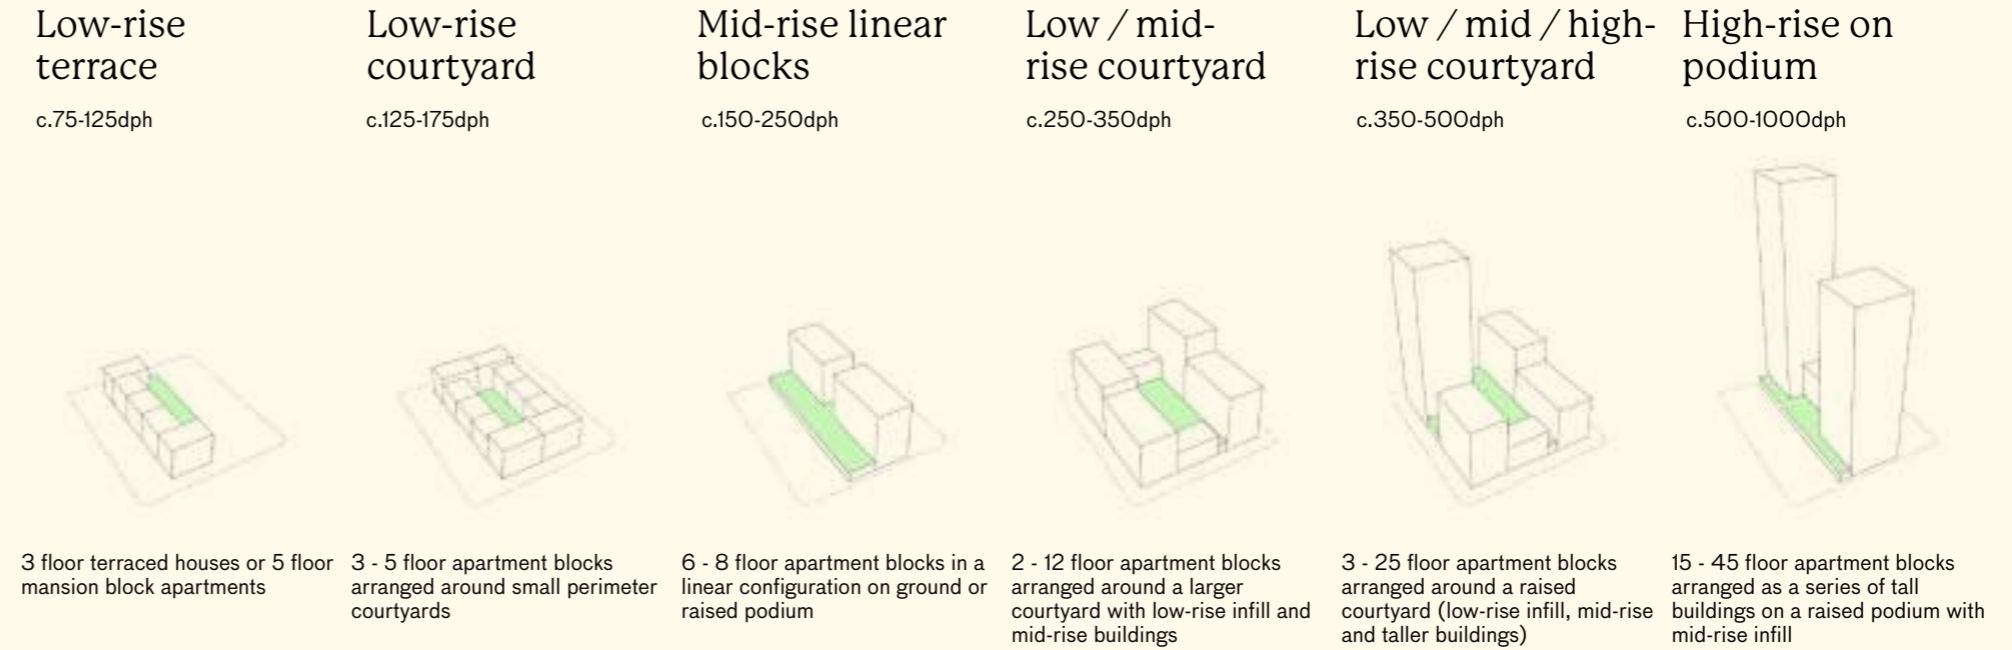 Low-rise
terrace
c.75-125dph
3 floor terraced houses or 5 floor
mansion block apartments
Low-rise
courtyard
c.125-175dph
3 - 5 floor apartment blocks
arranged around small perimeter
courtyards
Mid-rise linear
blocks
c.150-250dph
6 - 8 floor apartment blocks in a
linear configuration on ground or
raised podium
Low / mid-
rise courtyard
c.250-350dph
2 - 12 floor apartment blocks
arranged around a larger
courtyard with low-rise infill and
mid-rise buildings
Low / mid / high-
rise courtyard
c.350-500dph
3 - 25 floor apartment blocks
arranged around a raised
courtyard (low-rise infill, mid-rise
and taller buildings)
High-rise on
podium
c.500-1000dph
15 - 45 floor apartment blocks
arranged as a series of tall
buildings on a raised podium with
mid-rise infill